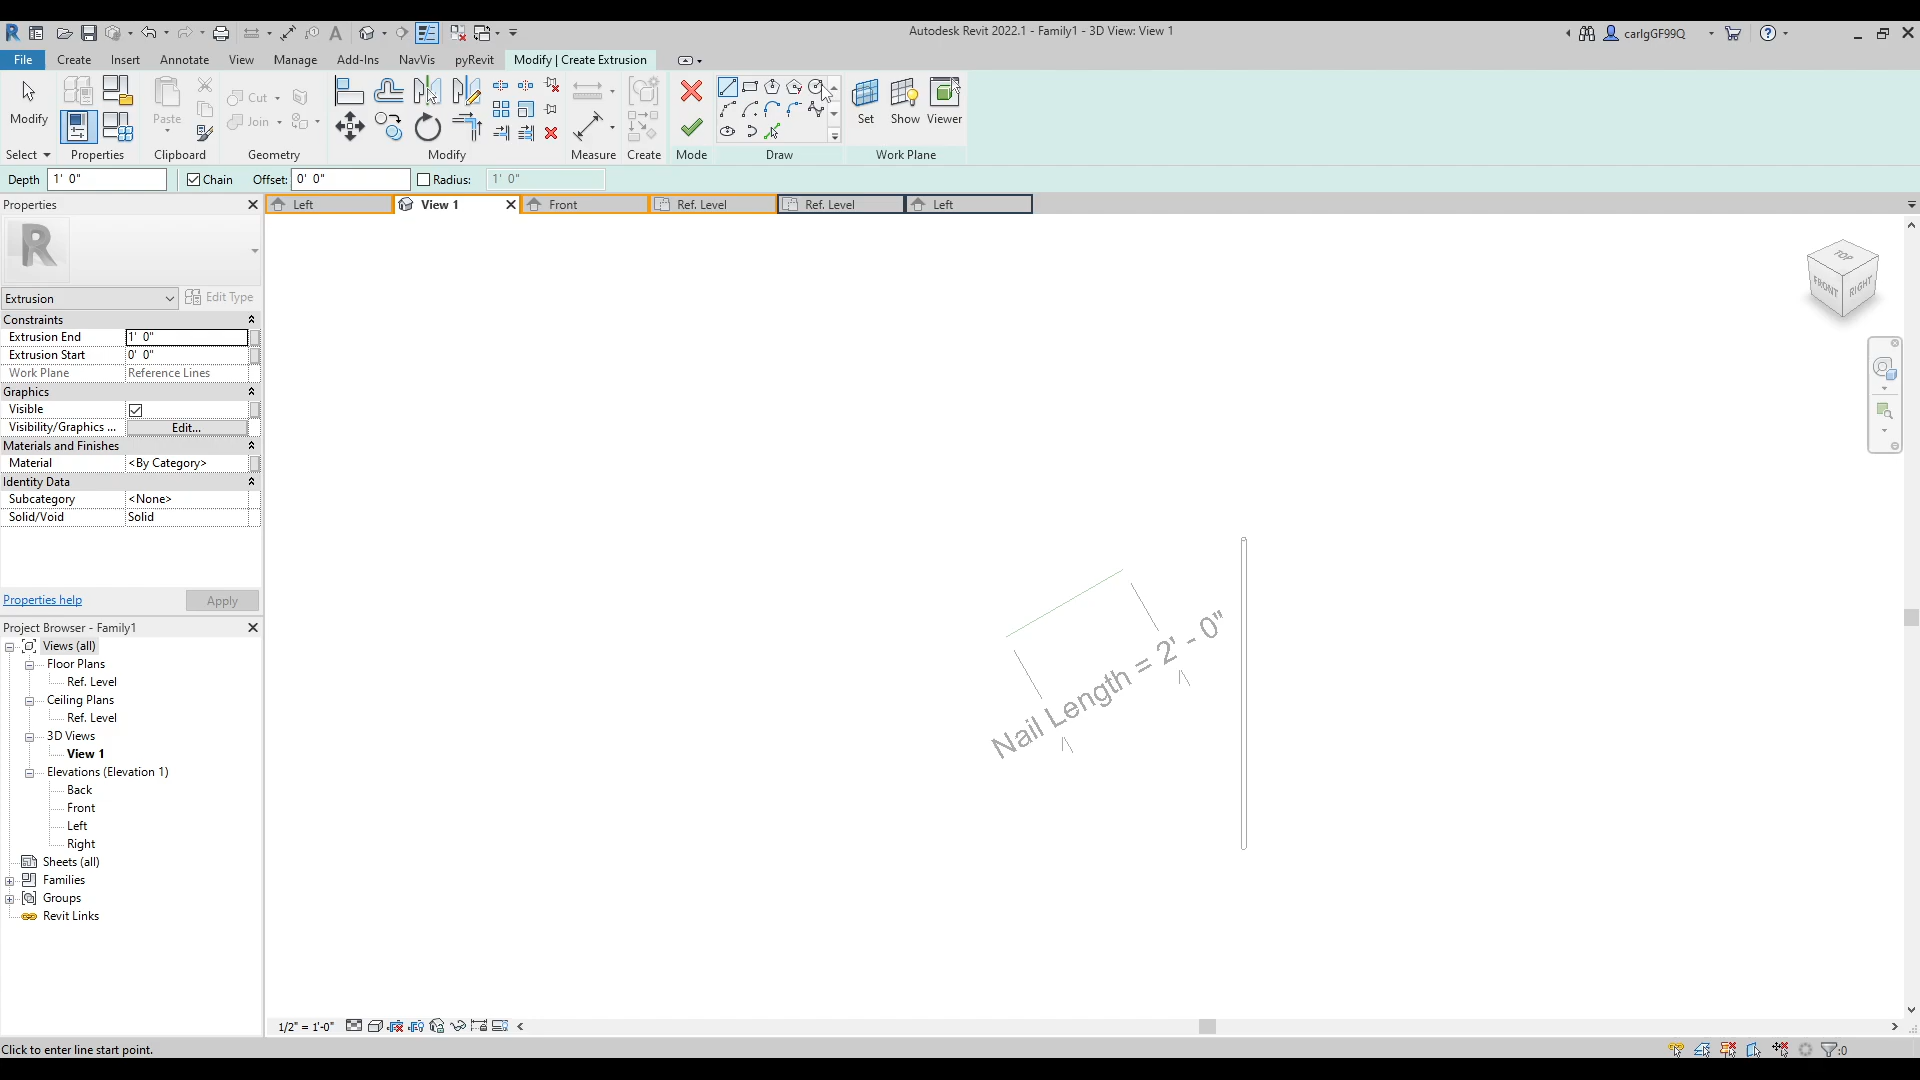 Autodesk Revit 2022.1 - Family1 - 3D View: View 1
carlgGF99Q
File Create Insert Annotate View Manage Add-Ins NavVis pyRevit Modify | Create Extrusion
Modify
Paste
Cut
Join
Set Show Viewer
Select Properties Clipboard Geometry Modify Measure Create Mode Draw Work Plane
Depth 1' 0" Chain Offset: 0' 0" Radius: 1' 0"
Properties
Left View 1 Front Ref. Level Ref. Level Left
Extrusion Edit Type
Constraints
Extrusion End 1' 0"
Extrusion Start 0' 0"
Work Plane Reference Lines
Graphics
Visible
Visibility/Graphics ... Edit...
Materials and Finishes
Material <By Category>
Identity Data
Subcategory <None>
Solid/Void Solid
Properties help Apply
Project Browser - Family1
Views (all)
Floor Plans
Ref. Level
Ceiling Plans
Ref. Level
3D Views
View 1
Elevations (Elevation 1)
Back
Front
Left
Right
Sheets (all)
Families
Groups
Revit Links
TOP
FRONT RIGHT
Nail Length = 2' - 0"
1/2" = 1'-0"
Click to enter line start point.
:0